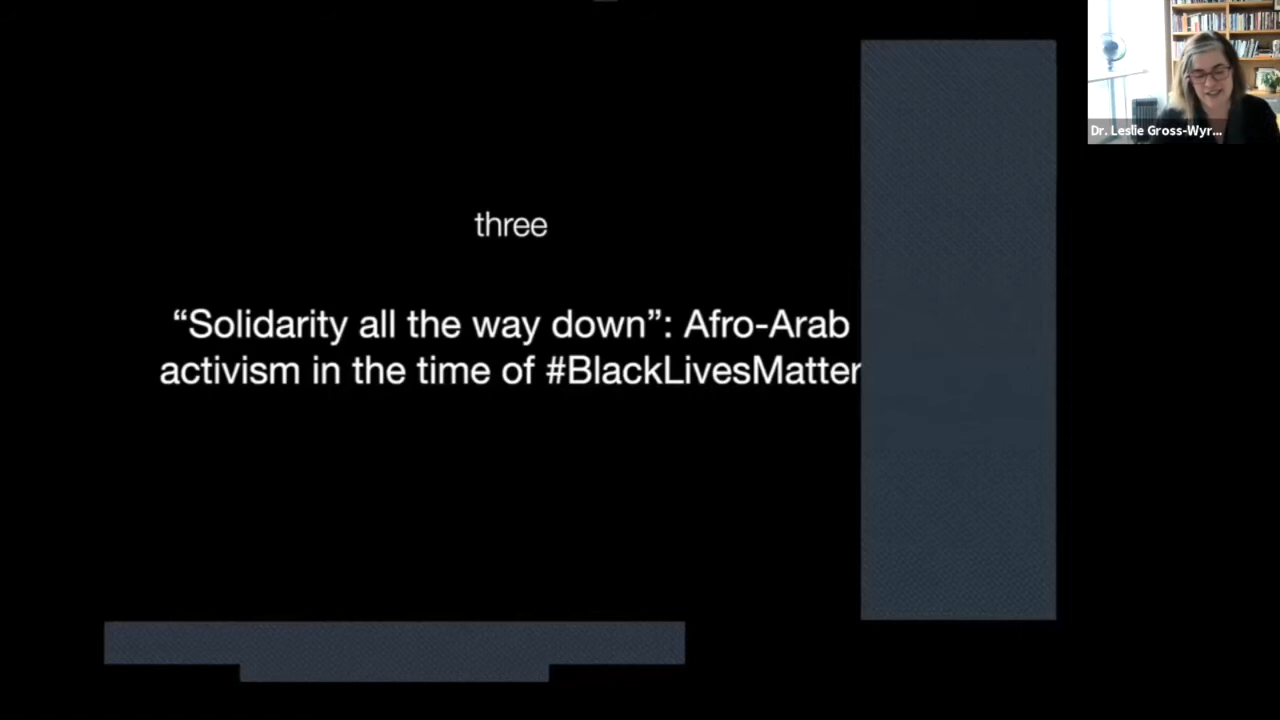 three
“Solidarity all the way down”: Afro-Arab
activism in the time of #BlackLivesMatter
Dr. Leslie Gross-Wyr...